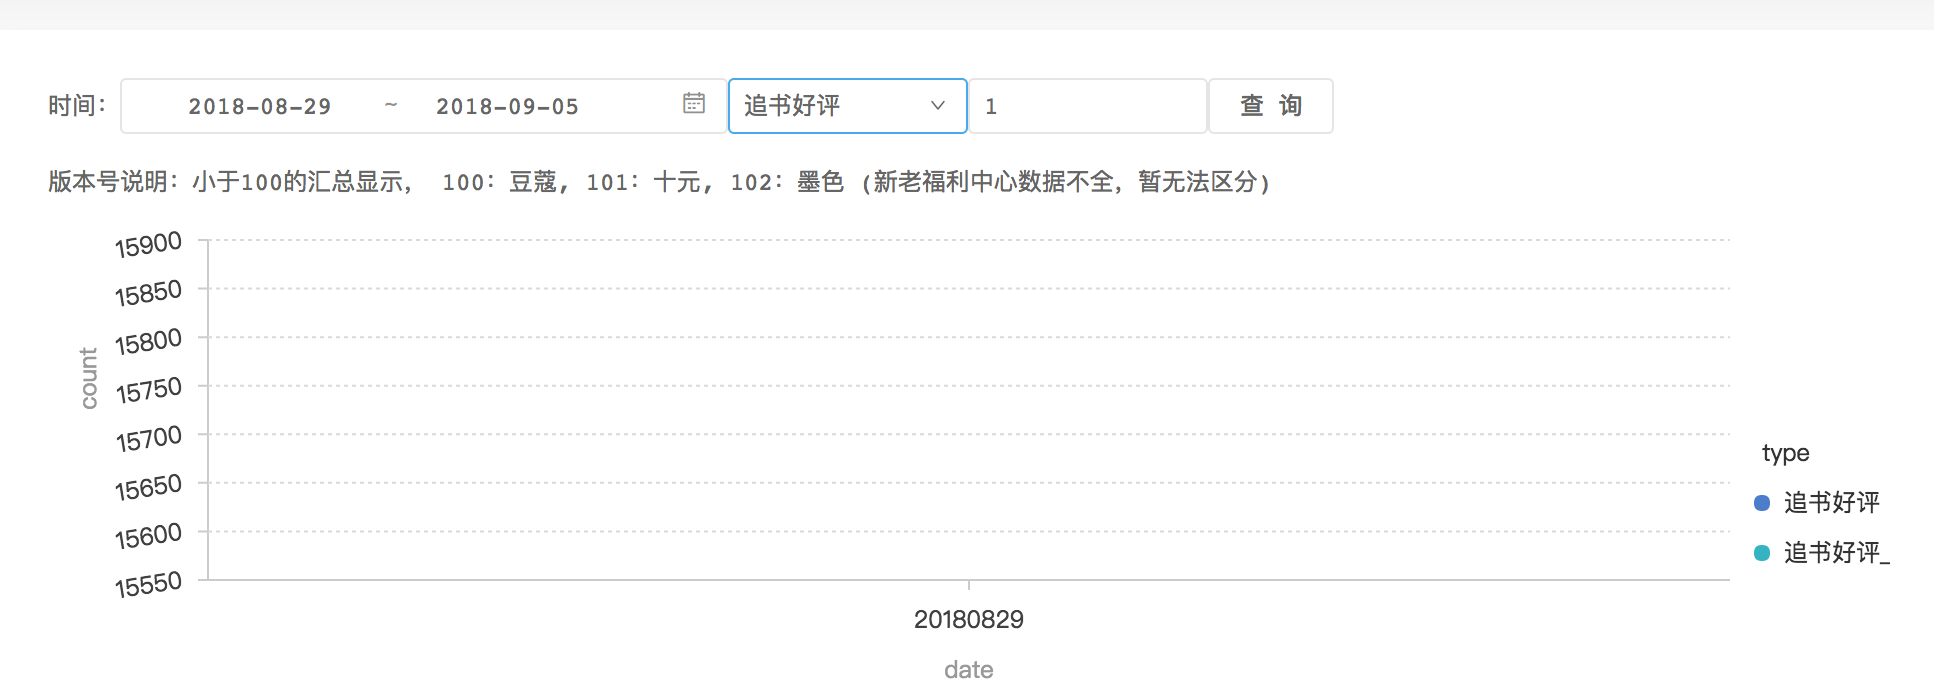 时间: 2018-08-29 ~ 2018-09-05 追书好评 1 查 询
版本号说明: 小于100的汇总显示, 100: 豆蔻, 101: 十元, 102: 墨色 (新老福利中心数据不全, 暂无法区分)
15900
15850
15800
15750
15700
15650
15600
15550
count
20180829
date
type
追书好评
追书好评_